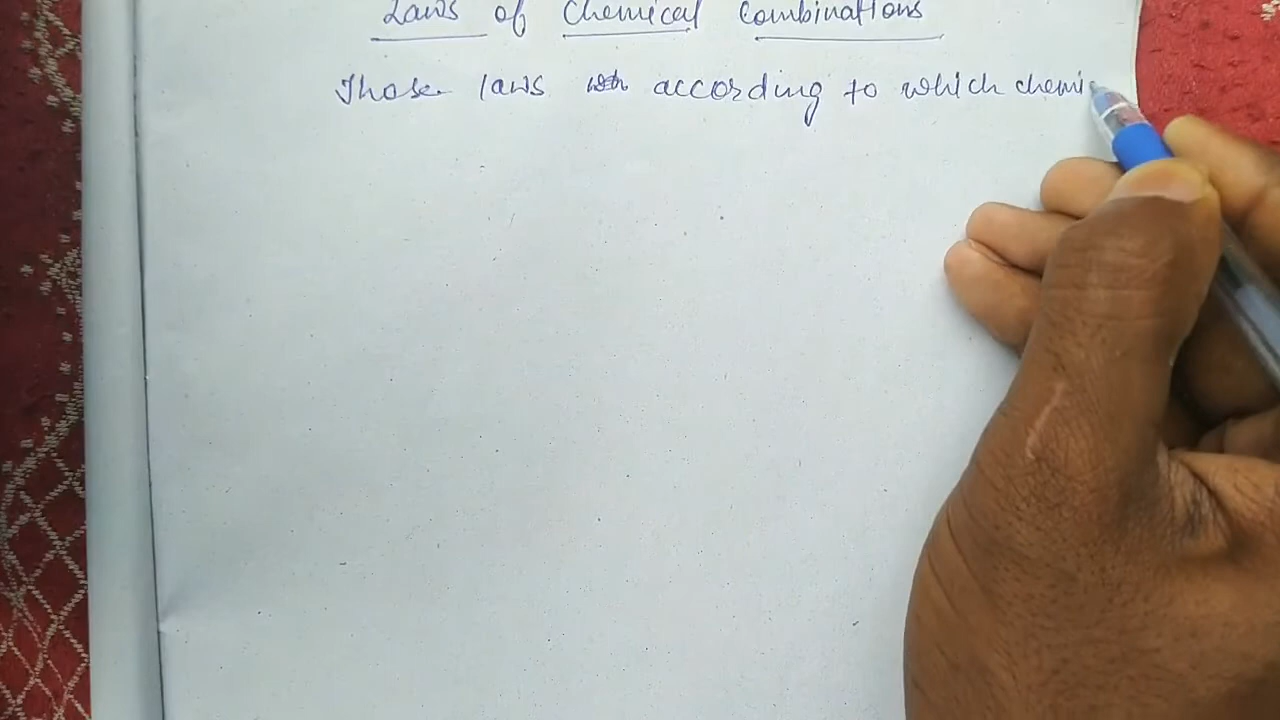 Laws of Chemical Combinations
Those laws according to which chemi